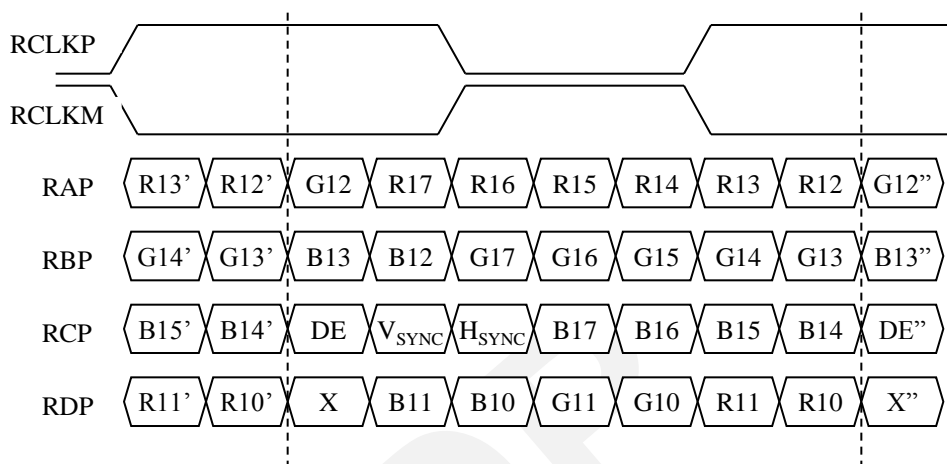 RCLKP
RCLKM
RAP R13’ R12’ G12 R17 R16 R15 R14 R13 R12 G12”
RBP G14’ G13’ B13 B12 G17 G16 G15 G14 G13 B13”
RCP B15’ B14’ DE VSYNC HSYNC B17 B16 B15 B14 DE”
RDP R11’ R10’ X B11 B10 G11 G10 R11 R10 X”